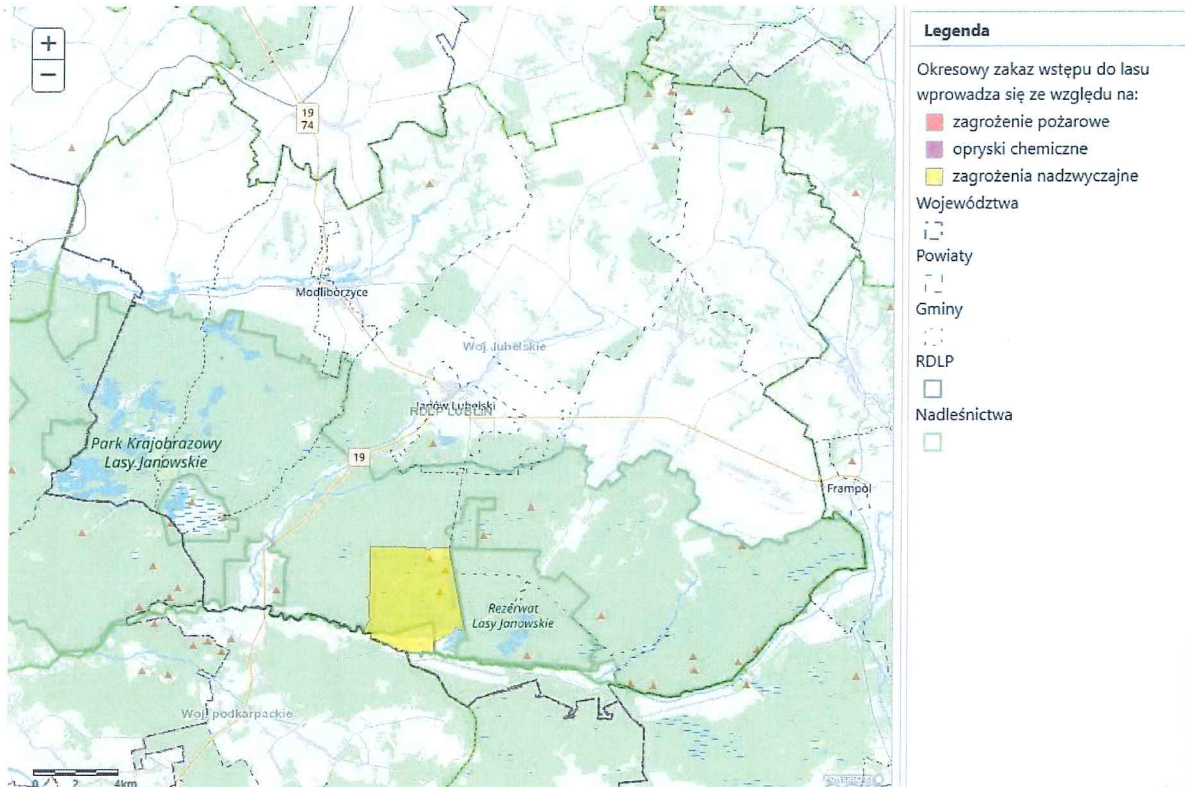 +
−
19
74
Modliborzyce
Woj. lubelskie
Janów Lubelski
RDLP LUBLIN
19
Park Krajobrazowy
Lasy Janowskie
Frampol
Rezerwat
Lasy Janowskie
Woj. podkarpackie
0 2 4km
Legenda
Okresowy zakaz wstępu do lasu
wprowadza się ze względu na:
zagrożenie pożarowe
opryski chemiczne
zagrożenia nadzwyczajne
Województwa
Powiaty
Gminy
RDLP
Nadleśnictwa